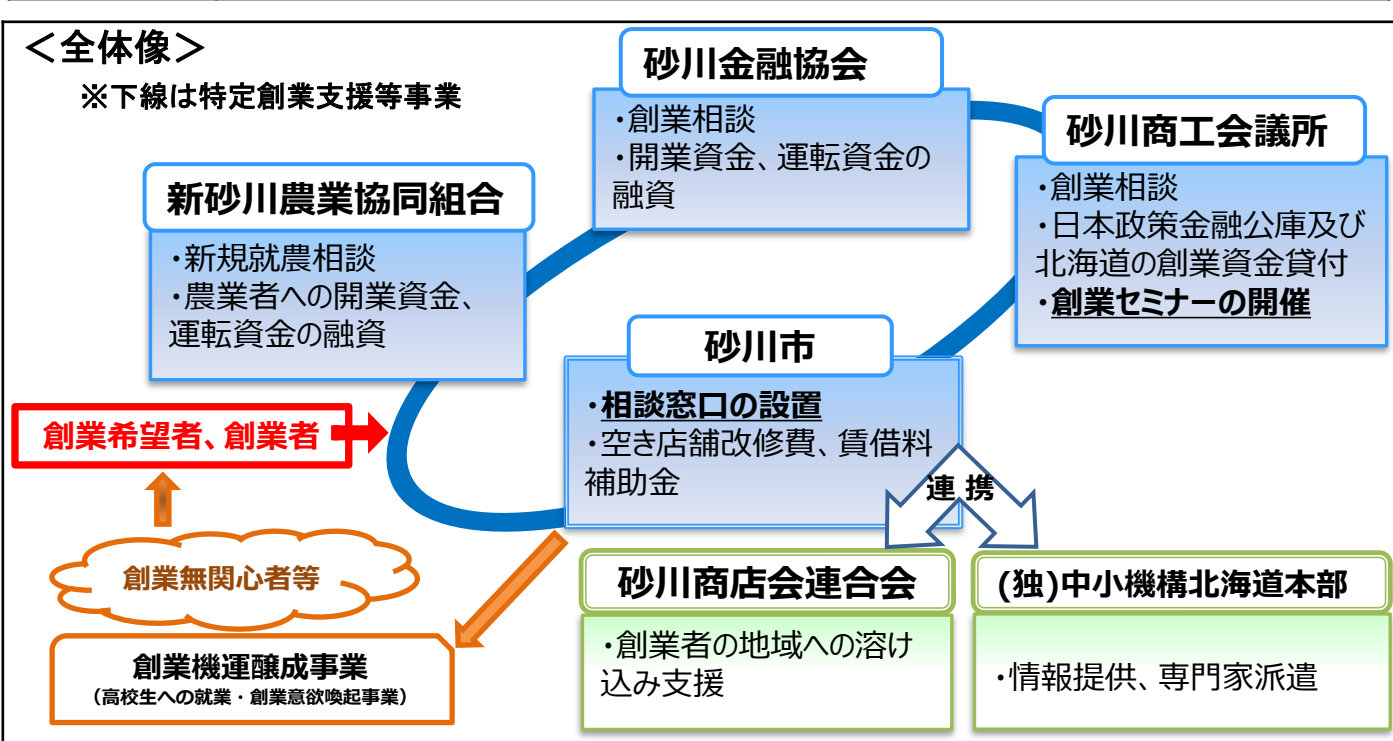 ＜全体像＞
※下線は特定創業支援等事業
砂川金融協会
・創業相談
・開業資金、運転資金の
融資
砂川商工会議所
・創業相談
・日本政策金融公庫及び
北海道の創業資金貸付
・創業セミナーの開催
新砂川農業協同組合
・新規就農相談
・農業者への開業資金、
運転資金の融資
砂川市
・相談窓口の設置
・空き店舗改修費、賃借料
補助金
創業希望者、創業者
連 携
創業無関心者等
創業機運醸成事業
（高校生への就業・創業意欲喚起事業）
砂川商店会連合会
・創業者の地域への溶け
込み支援
(独)中小機構北海道本部
・情報提供、専門家派遣